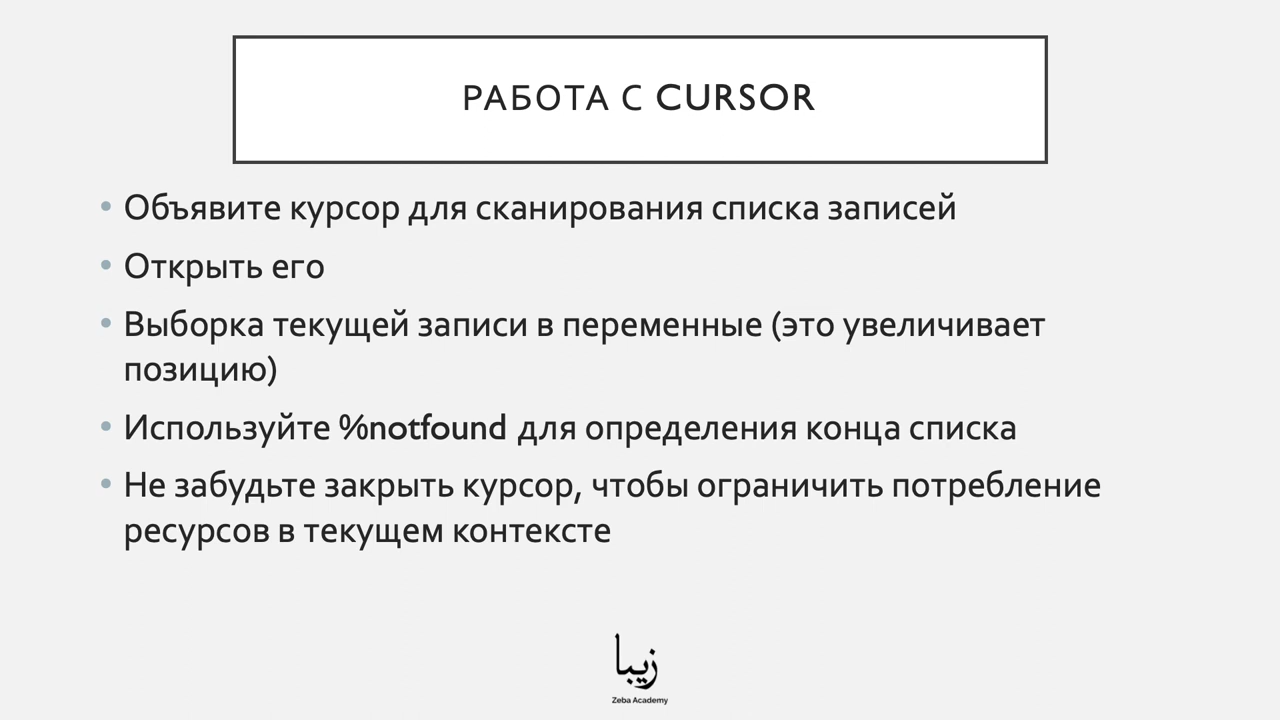 РАБОТА С CURSOR
• Объявите курсор для сканирования списка записей
• Открыть его
• Выборка текущей записи в переменные (это увеличивает
позицию)
• Используйте %notfound для определения конца списка
• Не забудьте закрыть курсор, чтобы ограничить потребление
ресурсов в текущем контексте
زیبا
Zeba Academy